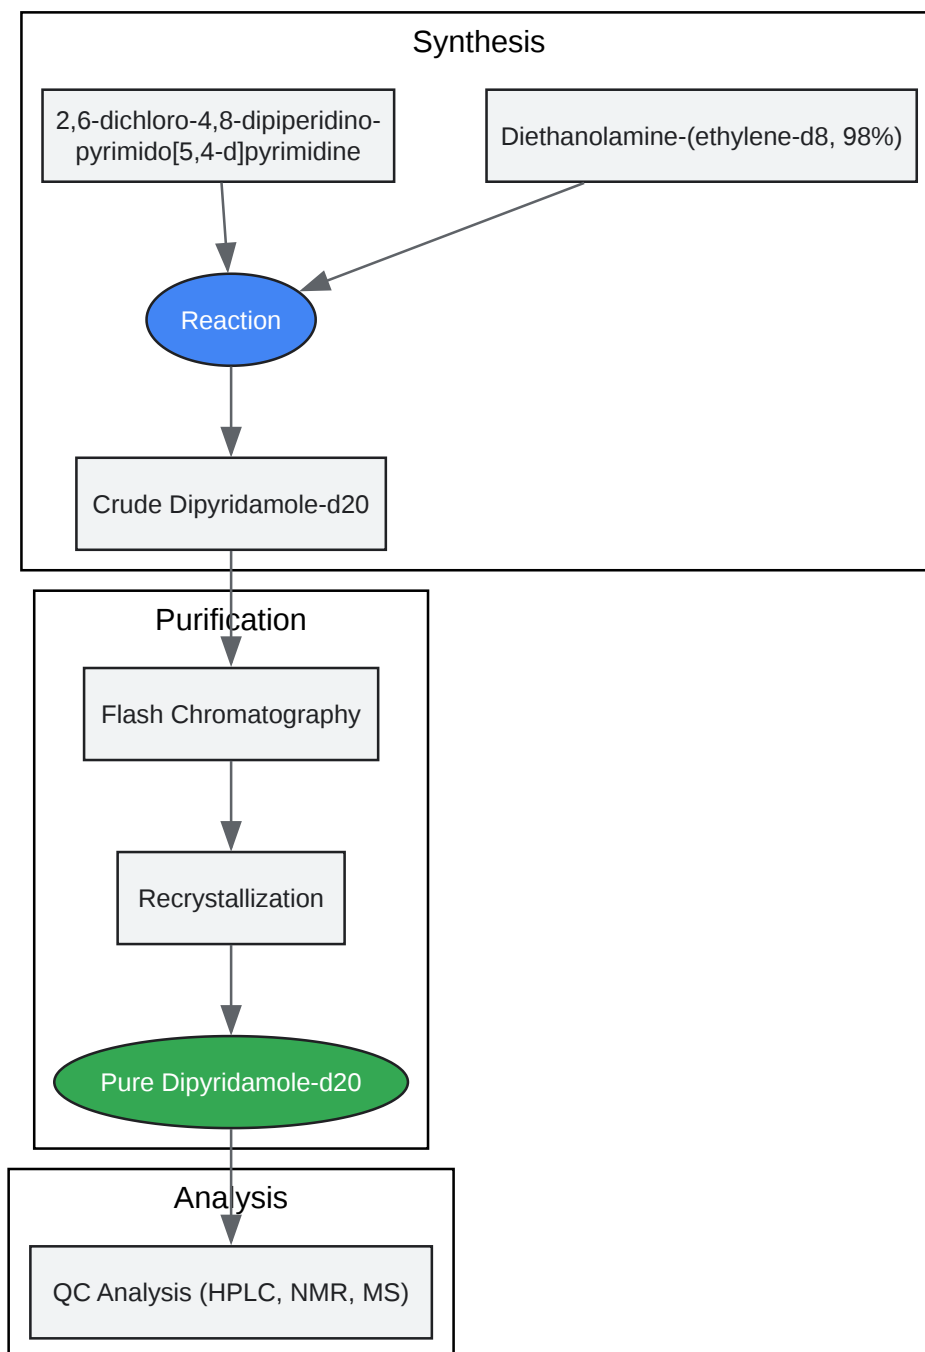 Synthesis
2,6-dichloro-4,8-dipiperidino-
pyrimido[5,4-d]pyrimidine
Diethanolamine-(ethylene-d8, 98%)
Reaction
Crude Dipyridamole-d20
Purification
Flash Chromatography
Recrystallization
Pure Dipyridamole-d20
Analysis
QC Analysis (HPLC, NMR, MS)